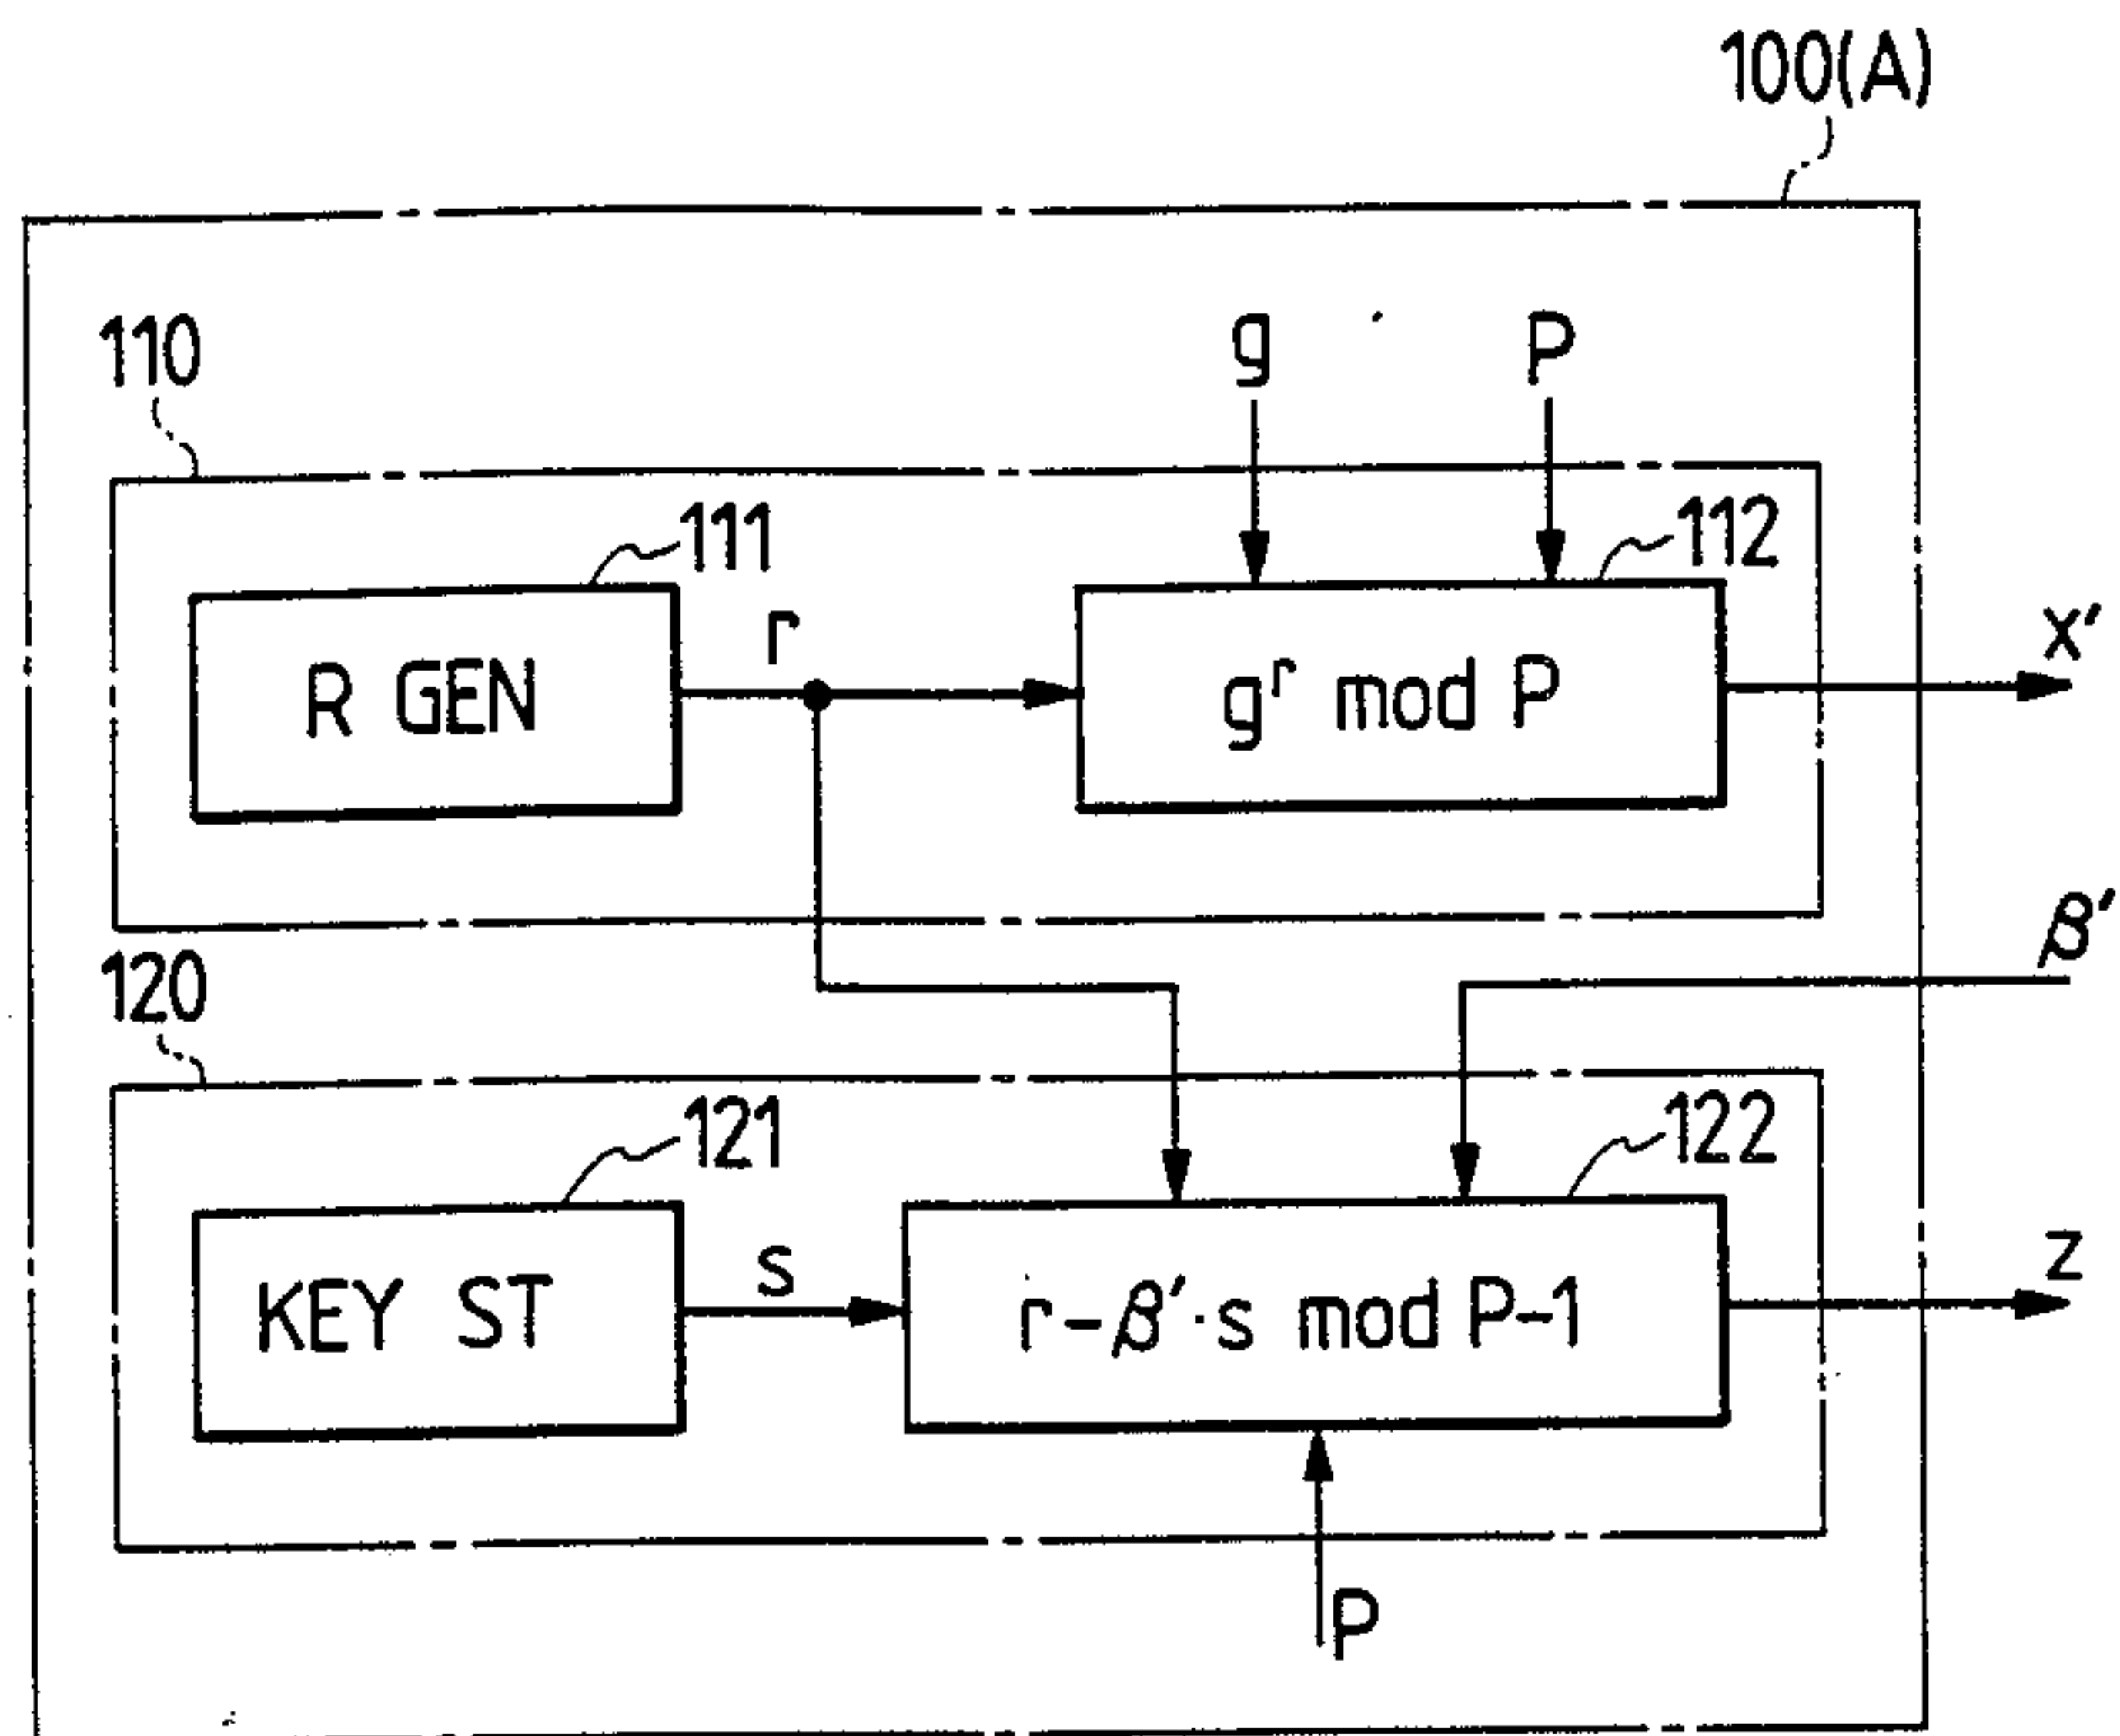 100(A)
110
g
P
111
112
r
R GEN
g^r mod P
x'
β'
120
121
122
s
KEY ST
r-β'·s mod P-1
z
P